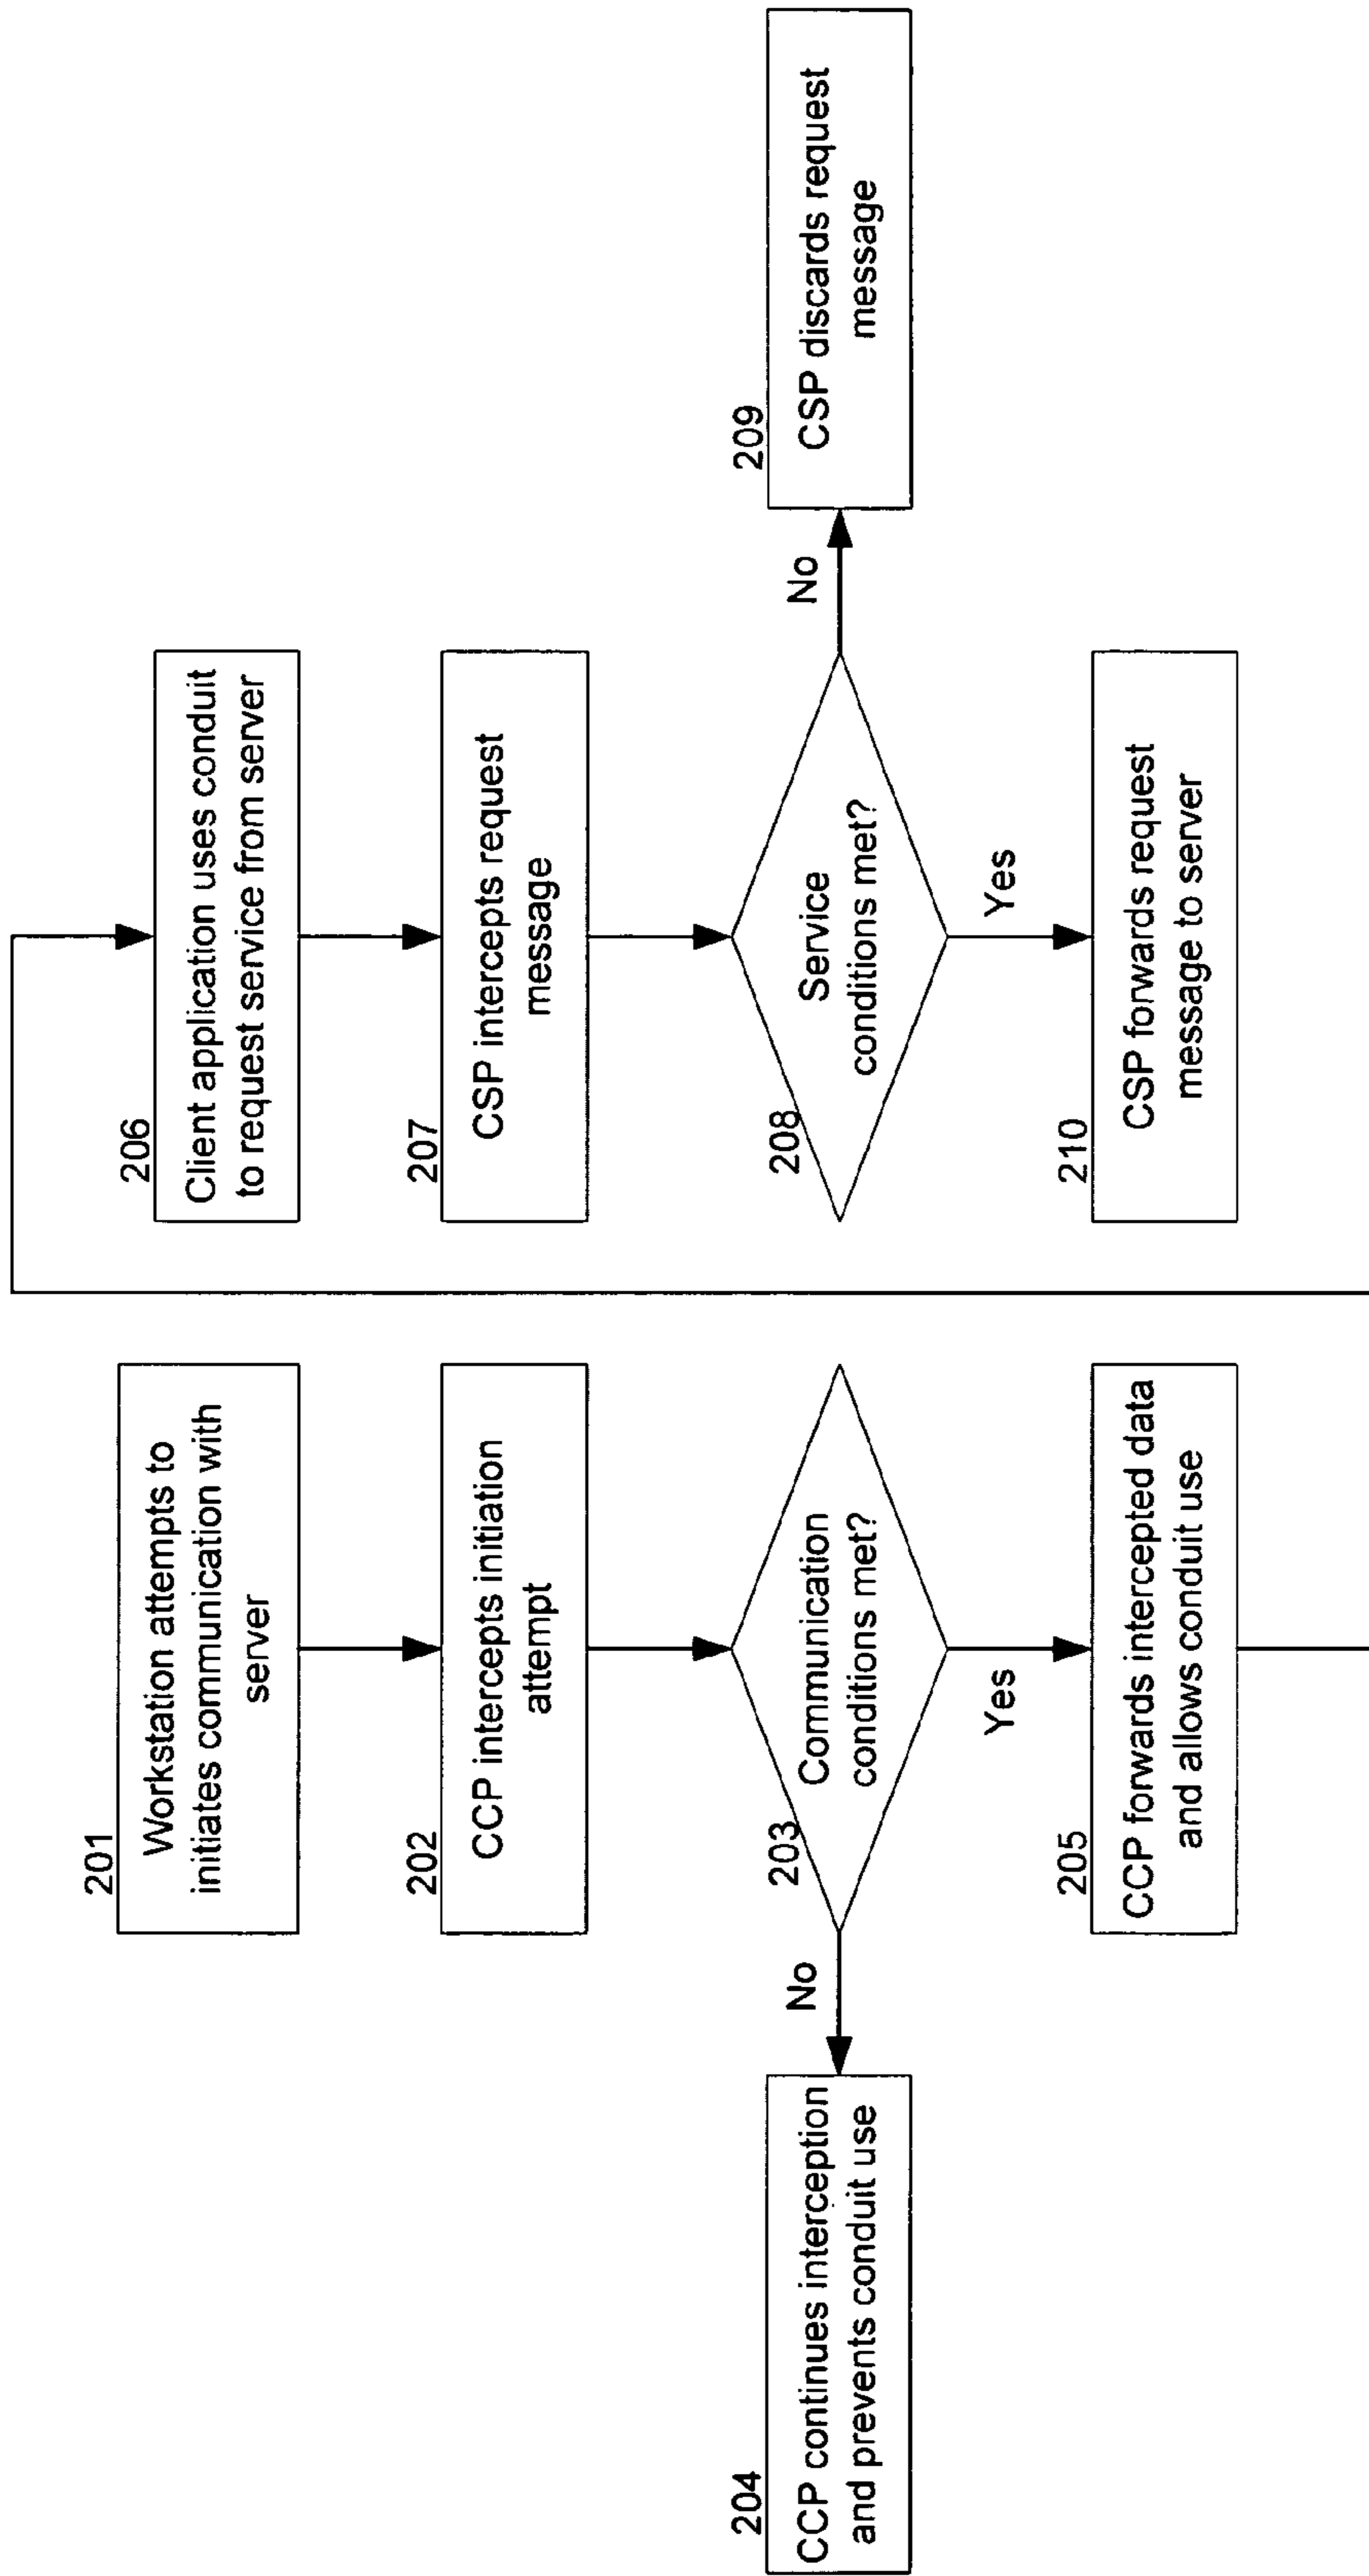 201
Workstation attempts to
initiates communication with
server
202
CCP intercepts initiation
attempt
203
Communication
conditions met?
No
204
CCP continues interception
and prevents conduit use
Yes
205
CCP forwards intercepted data
and allows conduit use
206
Client application uses conduit
to request service from server
207
CSP intercepts request
message
208
Service
conditions met?
No
209
CSP discards request
message
Yes
210
CSP forwards request
message to server